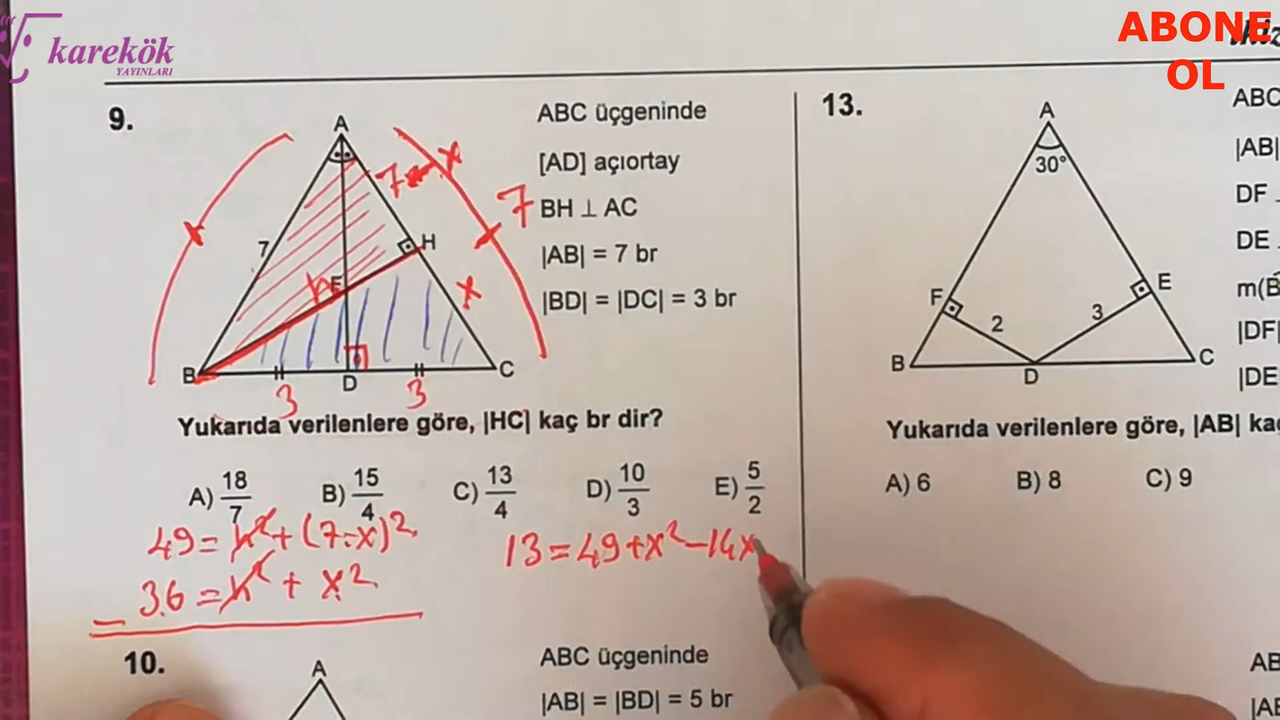 karekök
YAYINLARI
ABONE
OL
9.
A
7
7-x
H
x
h
E
B
D
C
3
3
7
ABC üçgeninde
[AD] açıortay
BH ⊥ AC
|AB| = 7 br
|BD| = |DC| = 3 br
Yukarıda verilenlere göre, |HC| kaç br dir?
A) 18/7 B) 15/4 C) 13/4 D) 10/3 E) 5/2
49 = h² + (7-x)²
36 = h² + x²
13 = 49 + x² - 14x
13.
A
30°
F
E
2
3
B
D
C
ABC
|AB|
DF
DE
m(B
|DF|
|DE
Yukarıda verilenlere göre, |AB| ka
A) 6 B) 8 C) 9
10.
A
ABC üçgeninde
|AB| = |BD| = 5 br
AB